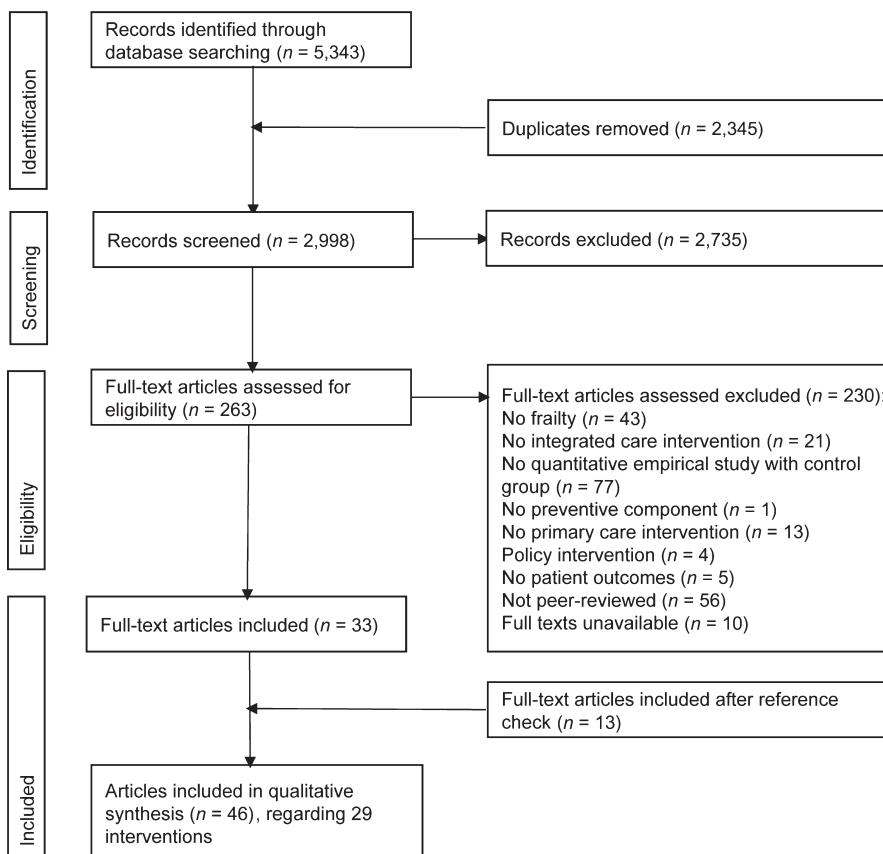 Identification
Records identified through
database searching (n = 5,343)
Duplicates removed (n = 2,345)
Screening
Records screened (n = 2,998)
Records excluded (n = 2,735)
Eligibility
Full-text articles assessed for
eligibility (n = 263)
Full-text articles assessed excluded (n = 230):
No frailty (n = 43)
No integrated care intervention (n = 21)
No quantitative empirical study with control
group (n = 77)
No preventive component (n = 1)
No primary care intervention (n = 13)
Policy intervention (n = 4)
No patient outcomes (n = 5)
Not peer-reviewed (n = 56)
Full texts unavailable (n = 10)
Included
Full-text articles included (n = 33)
Full-text articles included after reference
check (n = 13)
Articles included in qualitative
synthesis (n = 46), regarding 29
interventions